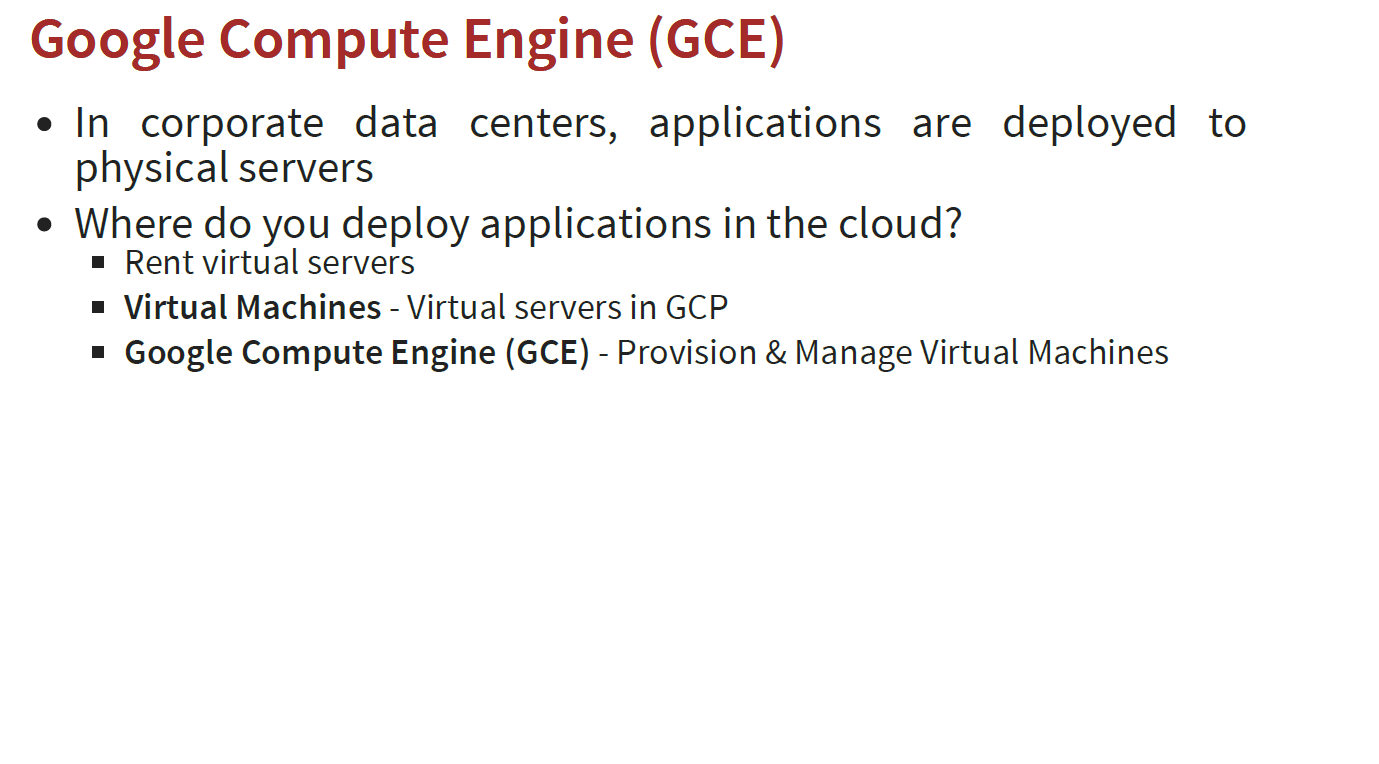 Google Compute Engine (GCE)
• In corporate data centers, applications are deployed to
physical servers
• Where do you deploy applications in the cloud?
▪ Rent virtual servers
▪ Virtual Machines - Virtual servers in GCP
▪ Google Compute Engine (GCE) - Provision & Manage Virtual Machines